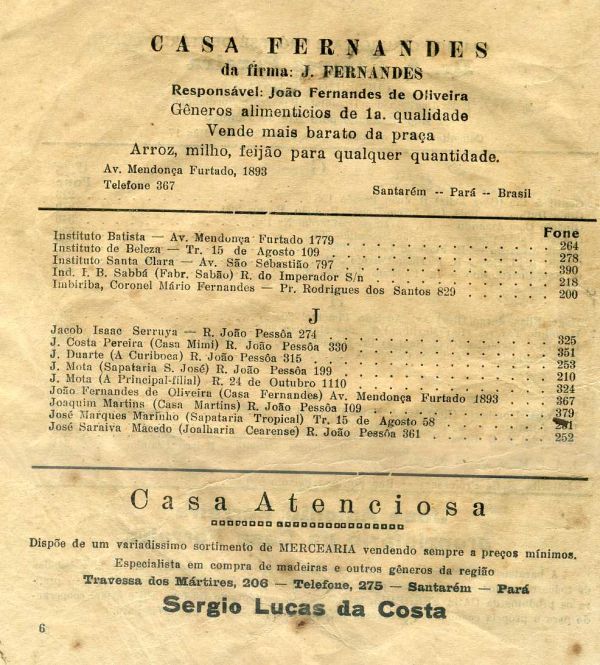 CASA FERNANDES
da firma: J. FERNANDES
Responsável: João Fernandes de Oliveira
Gêneros alimenticios de 1a. qualidade
Vende mais barato da praça
Arroz, milho, feijão para qualquer quantidade.
Av. Mendonça Furtado, 1893
Telefone 367
Santarém -- Pará -- Brasil
Fone
Instituto Batista — Av. Mendonça Furtado 1779 . . . . . . . . 264
Instituto de Beleza — Tr. 15 de Agosto 109 . . . . . . . . 278
Instituto Santa Clara — Av. São Sebastião 797 . . . . . . . . 390
Ind. I. B. Sabbá (Fabr. Sabão) R. do Imperador S/n . . . . . . . . 218
Imbiriba, Coronel Mário Fernandes — Pr. Rodrigues dos Santos 829 . . . . 200
J
Jacob Isaac Serruya — R. João Pessôa 274 . . . . . . . . 325
J. Costa Pereira (Casa Mimi) R. João Pessôa 330 . . . . . . . . 351
J. Duarte (A Curiboca) R. João Pessôa 315 . . . . . . . . 253
J. Mota (Sapataria S. José) R. João Pessôa 199 . . . . . . . . 210
J. Mota (A Principal-filial) R. 24 de Outubro 1110 . . . . . . . . 324
João Fernandes de Oliveira (Casa Fernandes) Av. Mendonça Furtado 1893 . . . 367
Joaquim Martins (Casa Martins) R. João Pessôa I09 . . . . . . . . 379
José Marques Marinho (Sapataria Tropical) Tr. 15 de Agosto 58 . . . . .
José Saraiva Macedo (Joalharia Cearense) R. João Pessôa 361 . . . . . . 252
Casa Atenciosa
Dispõe de um variadissimo sortimento de MERCEARIA vendendo sempre a preços mínimos.
Especialista em compra de madeiras e outros gêneros da região
Travessa dos Mártires, 206 — Telefone, 275 — Santarém — Pará
Sergio Lucas da Costa
6